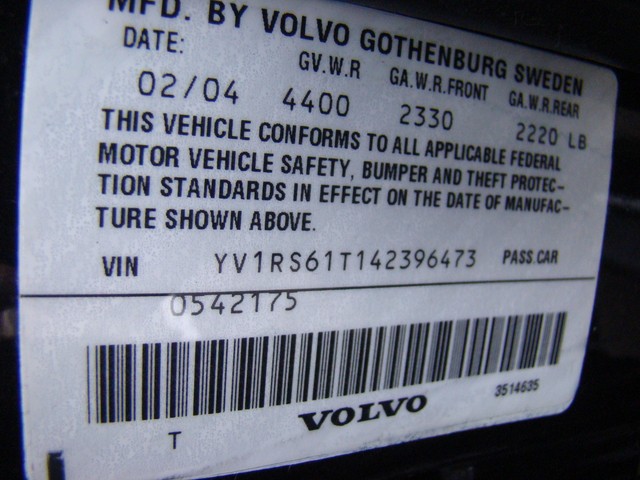 MFD. BY VOLVO GOTHENBURG SWEDEN
DATE: GV.W.R GA.W.R.FRONT GA.W.R.REAR
02/04 4400 2330 2220 LB
THIS VEHICLE CONFORMS TO ALL APPLICABLE FEDERAL
MOTOR VEHICLE SAFETY, BUMPER AND THEFT PROTEC-
TION STANDARDS IN EFFECT ON THE DATE OF MANUFAC-
TURE SHOWN ABOVE.
VIN YV1RS61T142396473 PASS.CAR
0542175
3514635
T VOLVO